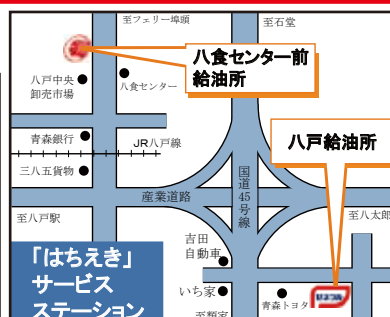 至フェリー埠頭
至石堂
八食センター前
給油所
八戸中央
卸売市場
八食センター
青森銀行
JR八戸線
八戸給油所
三八五貨物
産業道路
国道45号線
至八戸駅
至八太郎
「はちえき」
サービス
ステーション
吉田
自動車
いち家
青森トヨタ
至類家